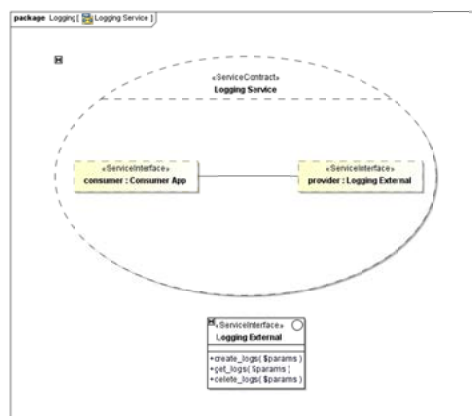 package Logging[ Logging Service ]
«ServiceContract»
Logging Service
«ServiceInterface»
consumer : Consumer App
«ServiceInterface»
provider : Logging External
«ServiceInterface»
Logging External
+create_logs( $params )
+get_logs( $params )
+celete_logs( $params )